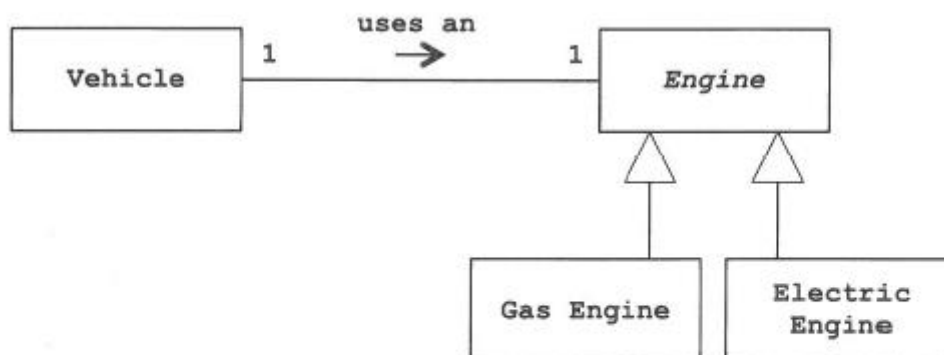 uses an
1
1
Vehicle
Engine
Gas Engine
Electric
Engine